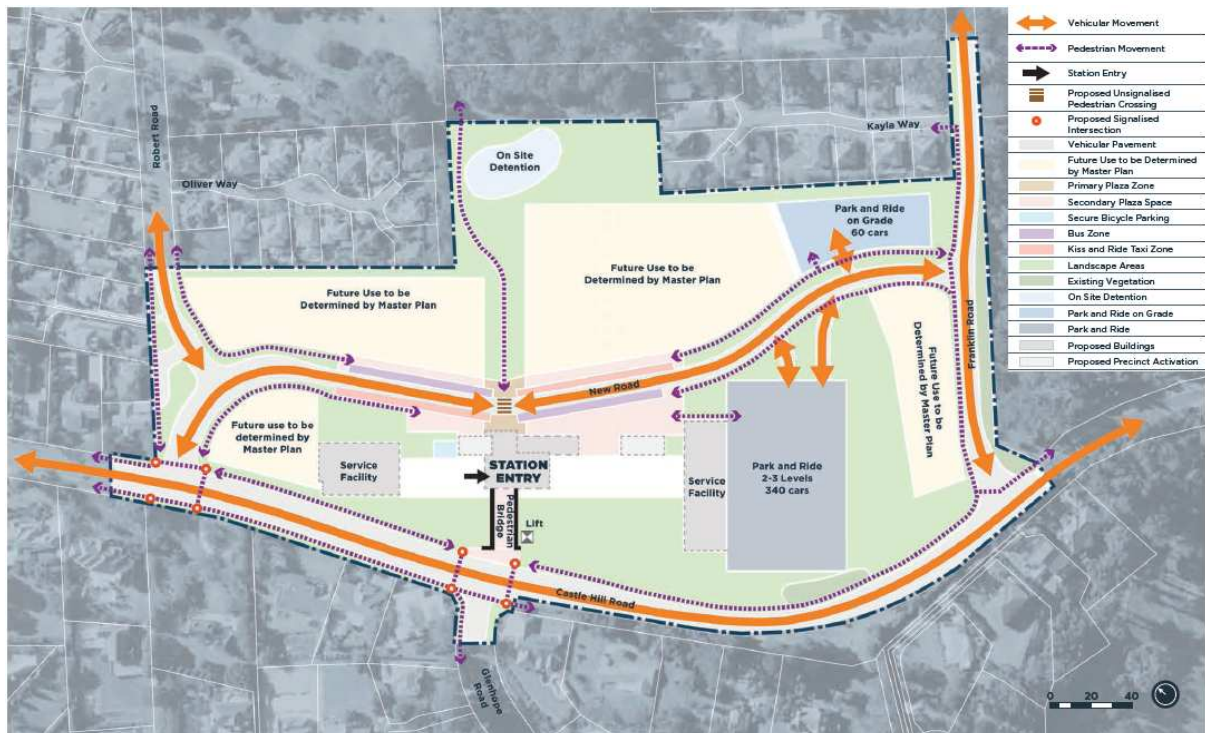 Vehicular Movement
Pedestrian Movement
Station Entry
Proposed Unsignalised
Pedestrian Crossing
Proposed Signalised
Intersection
Vehicular Pavement
Future Use to be Determined
by Master Plan
Primary Plaza Zone
Secondary Plaza Space
Secure Bicycle Parking
Bus Zone
Kiss and Ride Taxi Zone
Landscape Areas
Existing Vegetation
On Site Detention
Park and Ride on Grade
Park and Ride
Proposed Buildings
Proposed Precinct Activation
Robert Road
Oliver Way
Kayla Way
On Site
Detention
Park and Ride
on Grade
60 cars
Future Use to be
Determined by Master Plan
Future Use to be
Determined by Master Plan
Franklin Road
Future Use to be
Determined by Master Plan
New Road
Future use to be
determined by
Master Plan
Service
Facility
STATION
ENTRY
Pedestrian
Bridge
Lift
Service
Facility
Park and Ride
2-3 Levels
340 cars
Castle Hill Road
Glenhope
Road
0 20 40